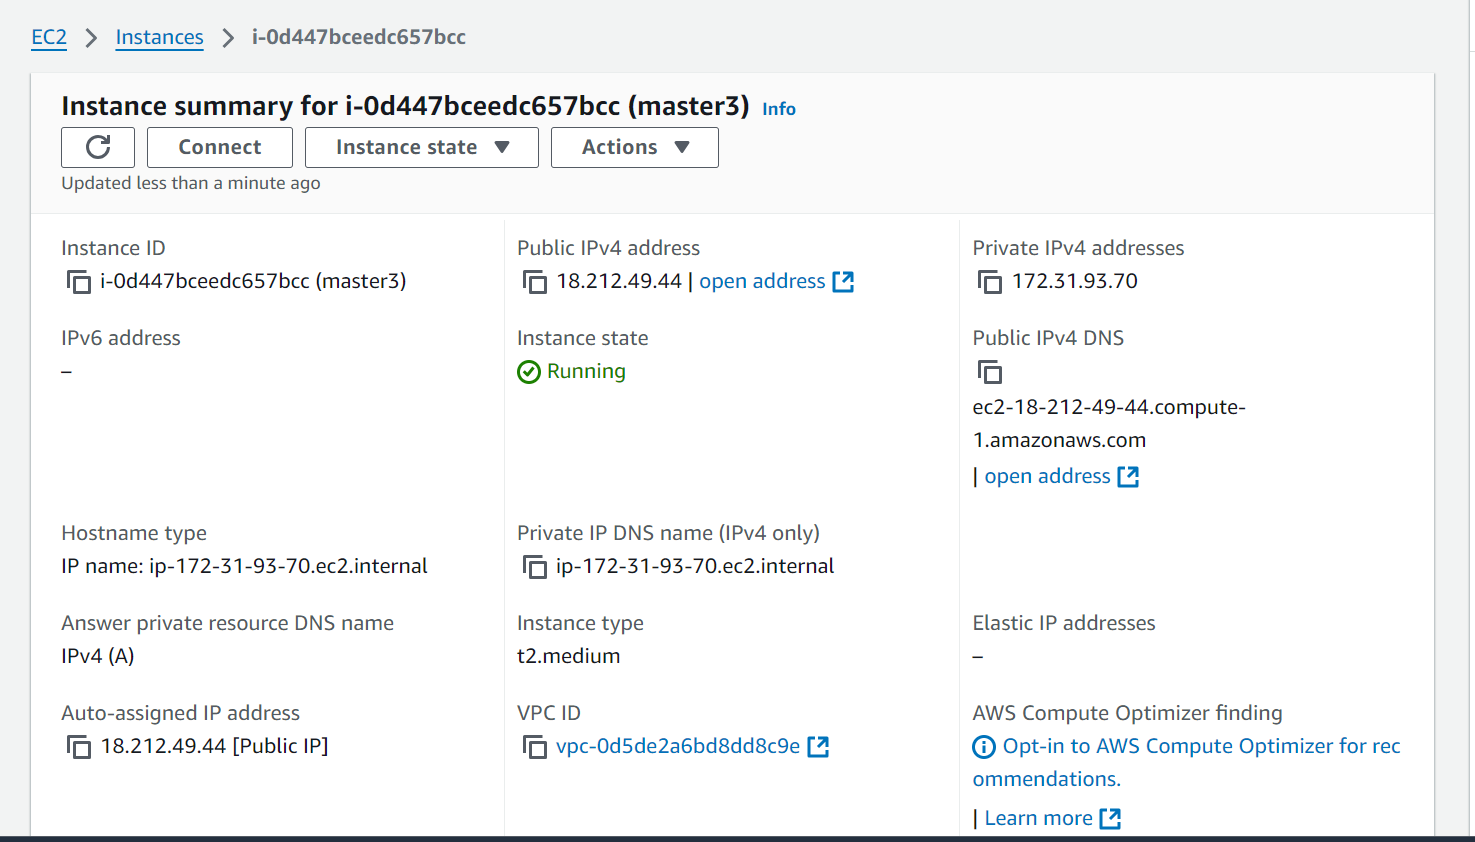 EC2 > Instances > i-0d447bceedc657bcc
Instance summary for i-0d447bceedc657bcc (master3) Info
Connect Instance state Actions
Updated less than a minute ago
Instance ID
i-0d447bceedc657bcc (master3)
Public IPv4 address
18.212.49.44 | open address
Private IPv4 addresses
172.31.93.70
IPv6 address
–
Instance state
Running
Public IPv4 DNS
ec2-18-212-49-44.compute-
1.amazonaws.com
| open address
Hostname type
IP name: ip-172-31-93-70.ec2.internal
Private IP DNS name (IPv4 only)
ip-172-31-93-70.ec2.internal
Answer private resource DNS name
IPv4 (A)
Instance type
t2.medium
Elastic IP addresses
–
Auto-assigned IP address
18.212.49.44 [Public IP]
VPC ID
vpc-0d5de2a6bd8dd8c9e
AWS Compute Optimizer finding
Opt-in to AWS Compute Optimizer for rec
ommendations.
| Learn more